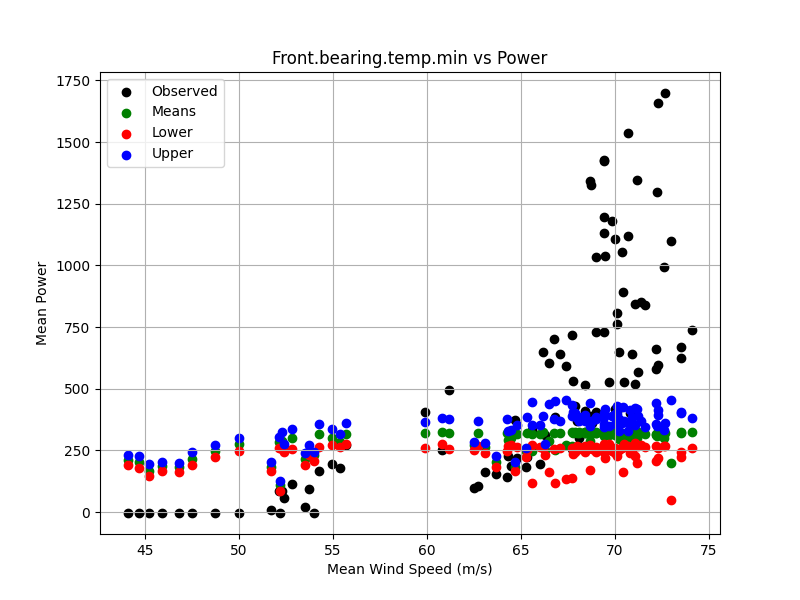 Front.bearing.temp.min vs Power
1750
1500
1250
1000
750
500
250
0
Mean Power
Observed
Means
Lower
Upper
45 50 55 60 65 70 75
Mean Wind Speed (m/s)